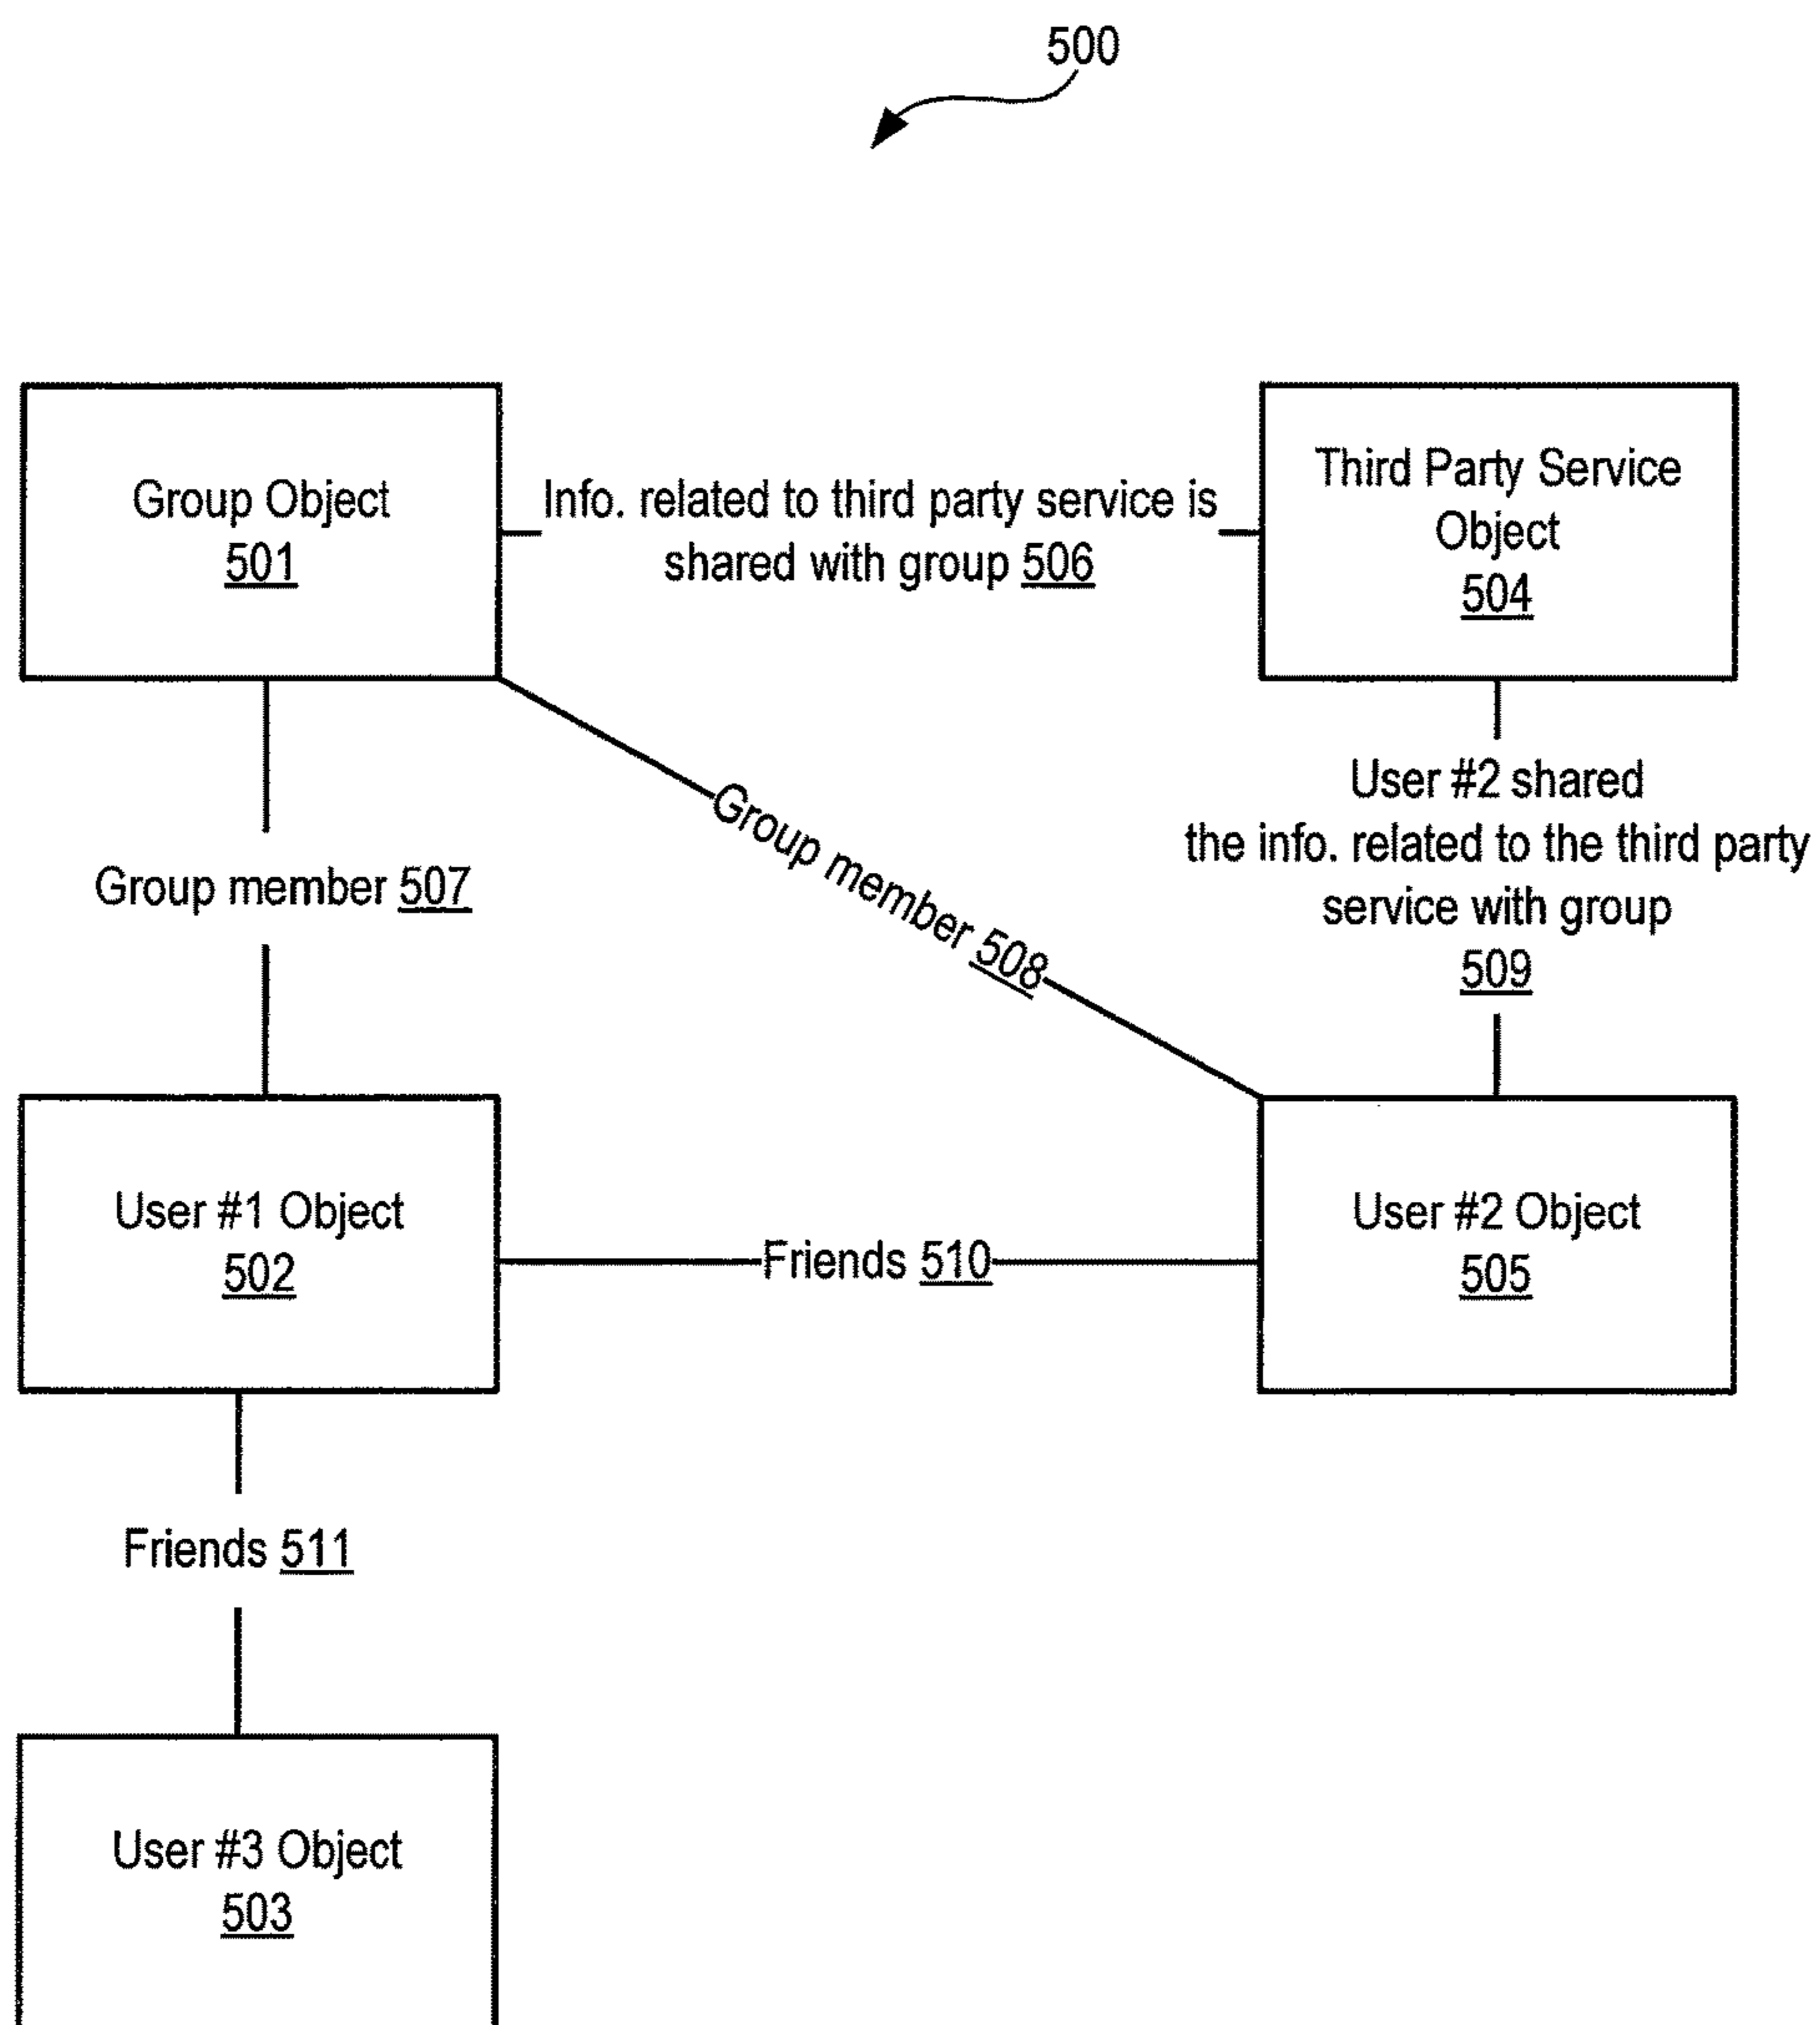 500
Group Object
501
Info. related to third party service is
shared with group 506
Third Party Service
Object
504
Group member 507
Group member 508
User #2 shared
the info. related to the third party
service with group
509
User #1 Object
502
Friends 510
User #2 Object
505
Friends 511
User #3 Object
503